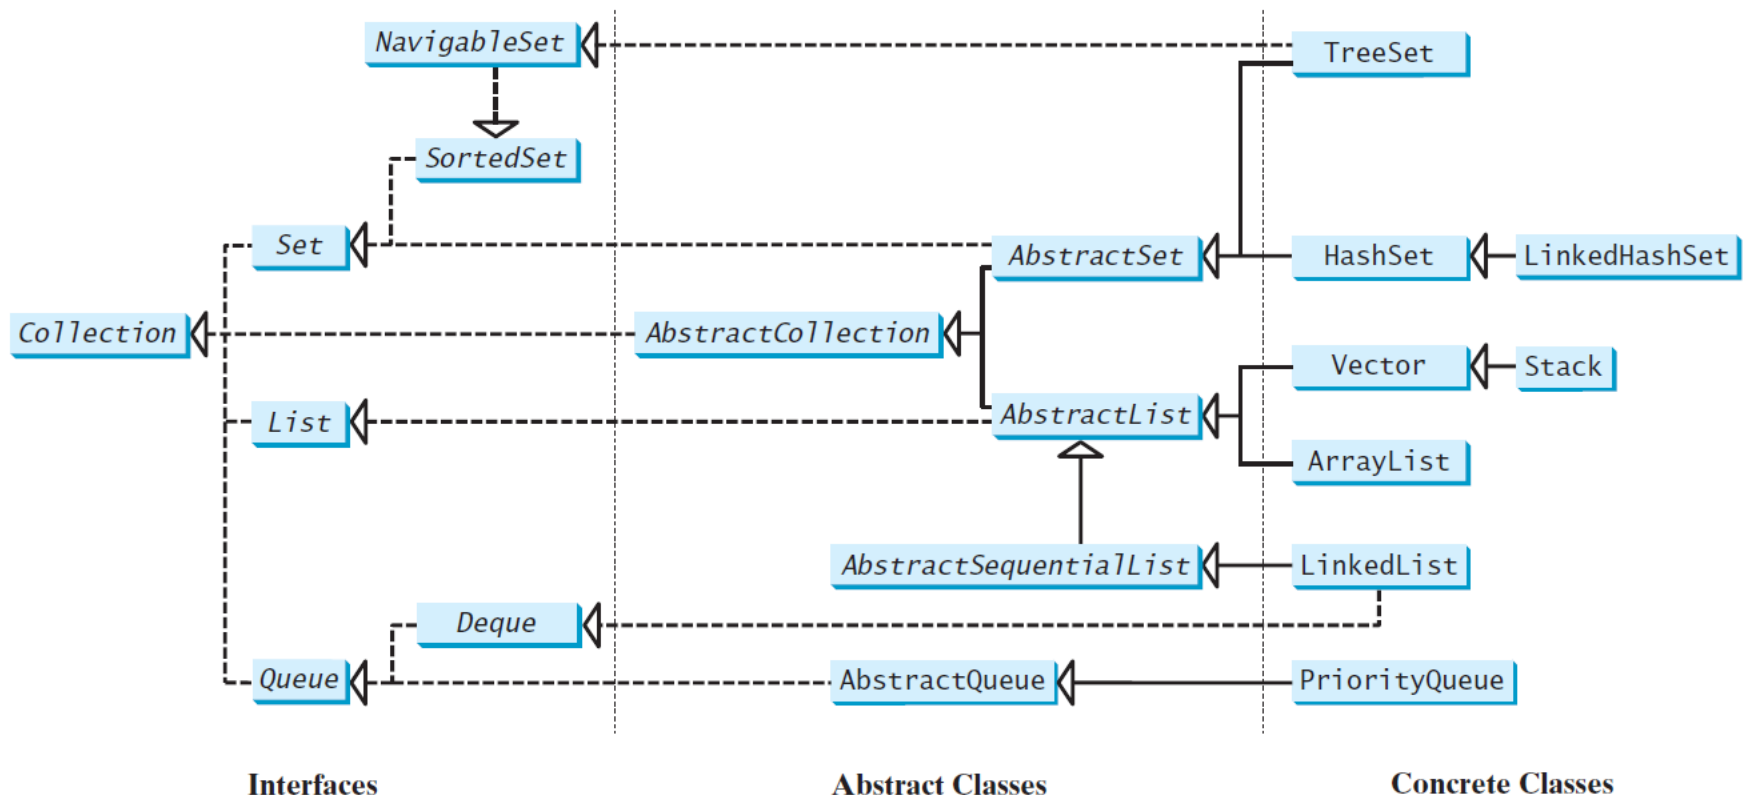 NavigableSet
TreeSet
SortedSet
Set
AbstractSet
HashSet
LinkedHashSet
Collection
AbstractCollection
Vector
Stack
List
AbstractList
ArrayList
AbstractSequentialList
LinkedList
Deque
Queue
AbstractQueue
PriorityQueue
Interfaces
Abstract Classes
Concrete Classes